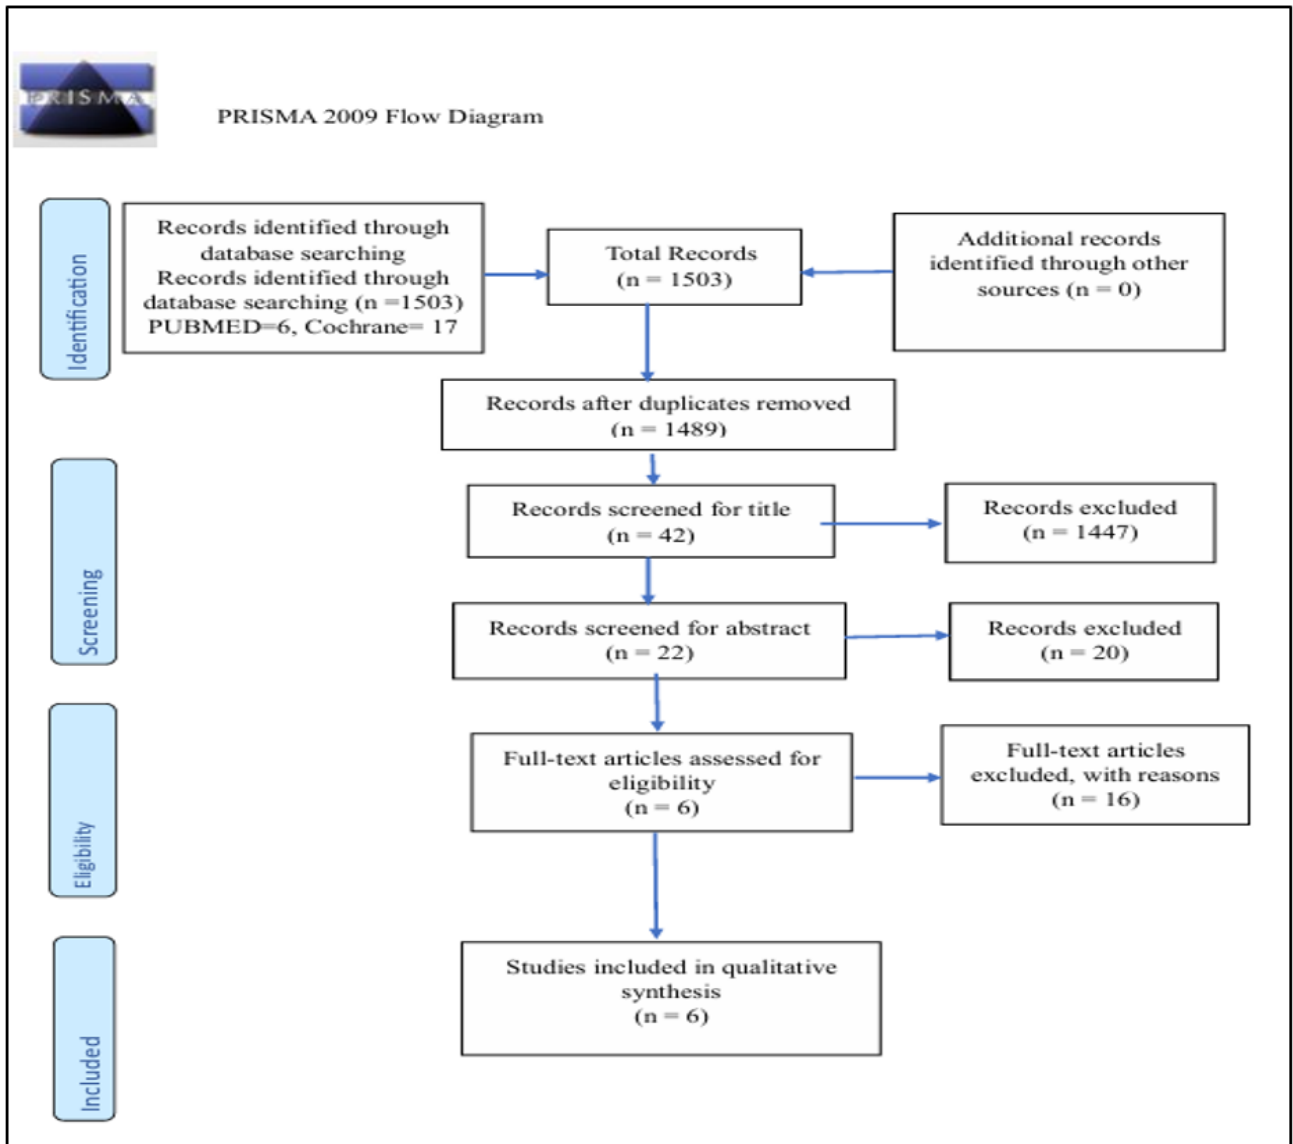 PRISMA
PRISMA 2009 Flow Diagram
Identification
Records identified through
database searching
Records identified through
database searching (n =1503)
PUBMED=6, Cochrane= 17
Total Records
(n = 1503)
Additional records
identified through other
sources (n = 0)
Records after duplicates removed
(n = 1489)
Screening
Records screened for title
(n = 42)
Records excluded
(n = 1447)
Records screened for abstract
(n = 22)
Records excluded
(n = 20)
Eligibility
Full-text articles assessed for
eligibility
(n = 6)
Full-text articles
excluded, with reasons
(n = 16)
Included
Studies included in qualitative
synthesis
(n = 6)